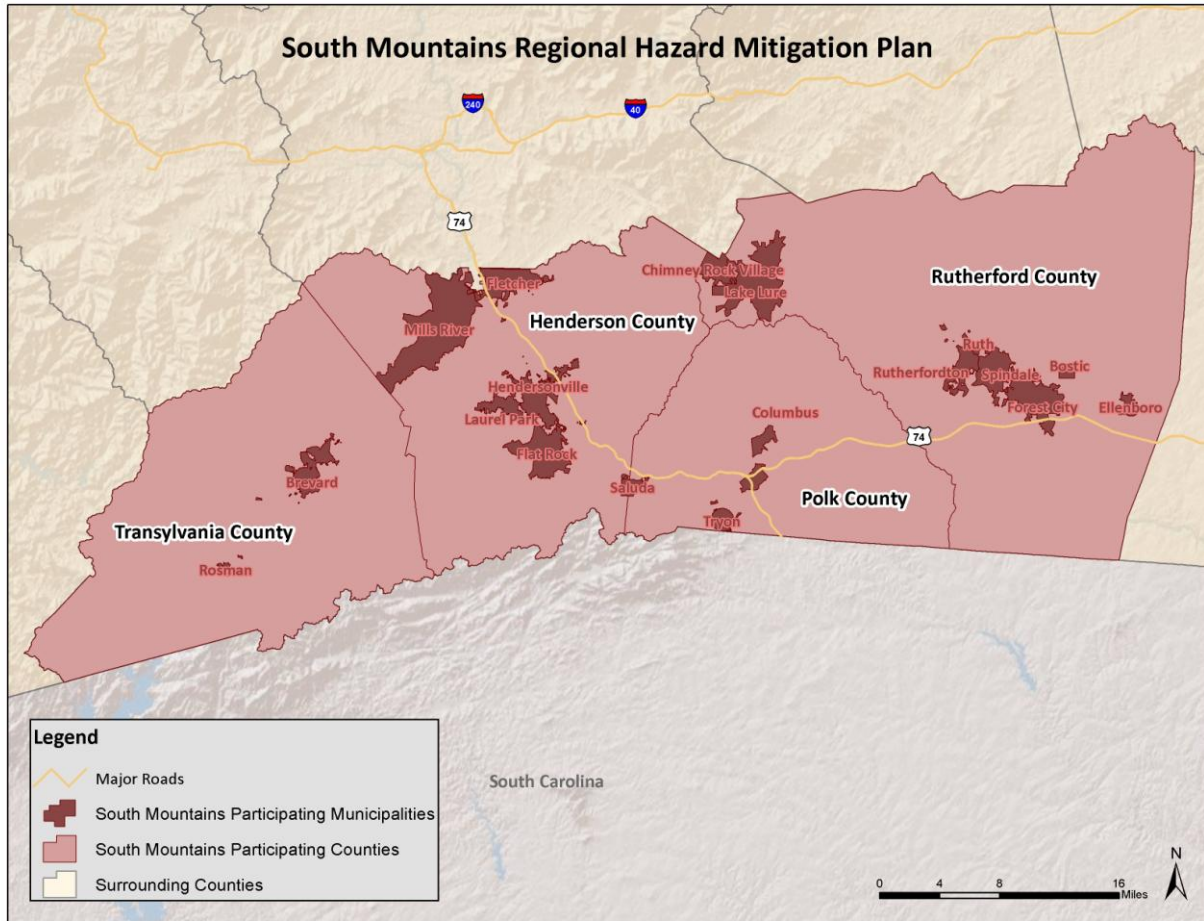 South Mountains Regional Hazard Mitigation Plan
240
40
74
Chimney Rock Village
Rutherford County
Fletcher
Lake Lure
Mills River
Henderson County
Ruth
Rutherfordton
Spindale
Bostic
Hendersonville
Laurel Park
Columbus
Forest City
Ellenboro
74
Flat Rock
Brevard
Saluda
Polk County
Tryon
Transylvania County
Rosman
Legend
Major Roads
South Mountains Participating Municipalities
South Mountains Participating Counties
Surrounding Counties
South Carolina
N
0 4 8 16
Miles